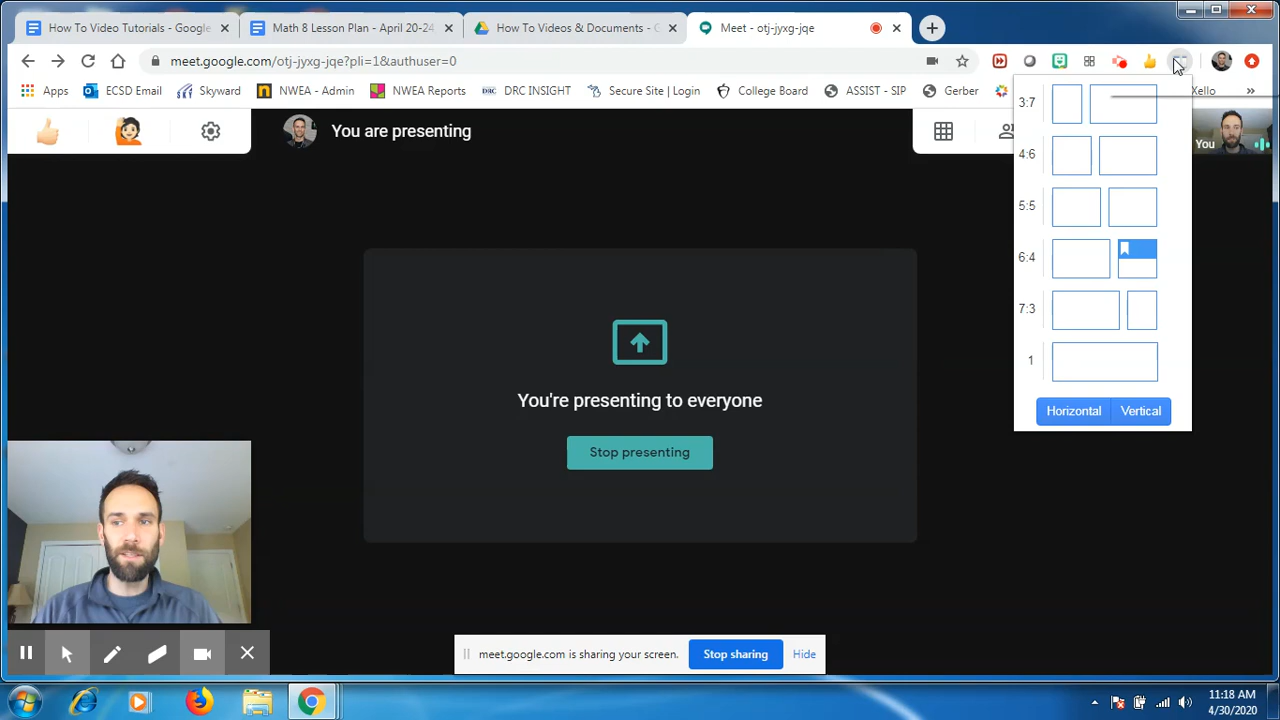 How To Video Tutorials - Google
Math 8 Lesson Plan - April 20-24
How To Videos & Documents - G
Meet - otj-jyxg-jqe
meet.google.com/otj-jyxg-jqe?pli=1&authuser=0
Apps
ECSD Email
Skyward
NWEA - Admin
NWEA Reports
DRC INSIGHT
Secure Site | Login
College Board
ASSIST - SIP
Gerber
Xello
»
You are presenting
You
3:7
4:6
5:5
6:4
7:3
1
Horizontal
Vertical
You're presenting to everyone
Stop presenting
meet.google.com is sharing your screen.
Stop sharing
Hide
11:18 AM
4/30/2020